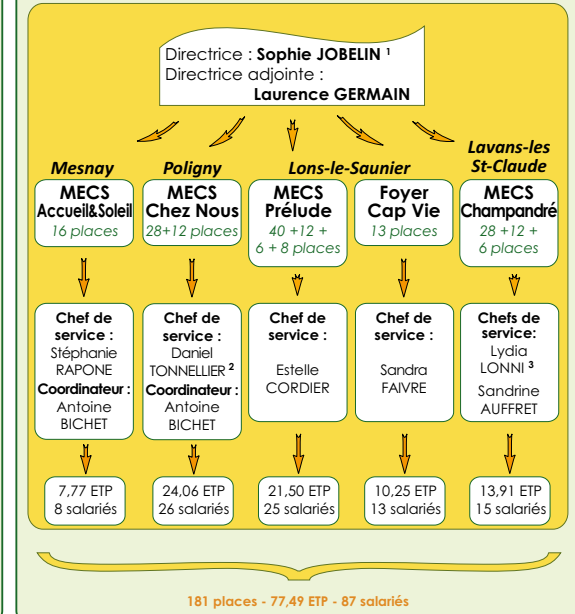 Directrice : Sophie JOBELIN ¹
Directrice adjointe :
Laurence GERMAIN
Mesnay
MECS
Accueil&Soleil
16 places
Poligny
MECS
Chez Nous
28+12 places
Lons-le-Saunier
MECS
Prélude
40 +12 +
6 + 8 places
Foyer
Cap Vie
13 places
Lavans-les
St-Claude
MECS
Champandré
28 +12 +
6 places
Chef de
service :
Stéphanie
RAPONE
Coordinateur :
Antoine
BICHET
Chef de
service :
Daniel
TONNELLIER ²
Coordinateur :
Antoine
BICHET
Chef de
service :
Estelle
CORDIER
Chef de
service :
Sandra
FAIVRE
Chefs de
service:
Lydia
LONNI ³
Sandrine
AUFFRET
7,77 ETP
8 salariés
24,06 ETP
26 salariés
21,50 ETP
25 salariés
10,25 ETP
13 salariés
13,91 ETP
15 salariés
181 places - 77,49 ETP - 87 salariés